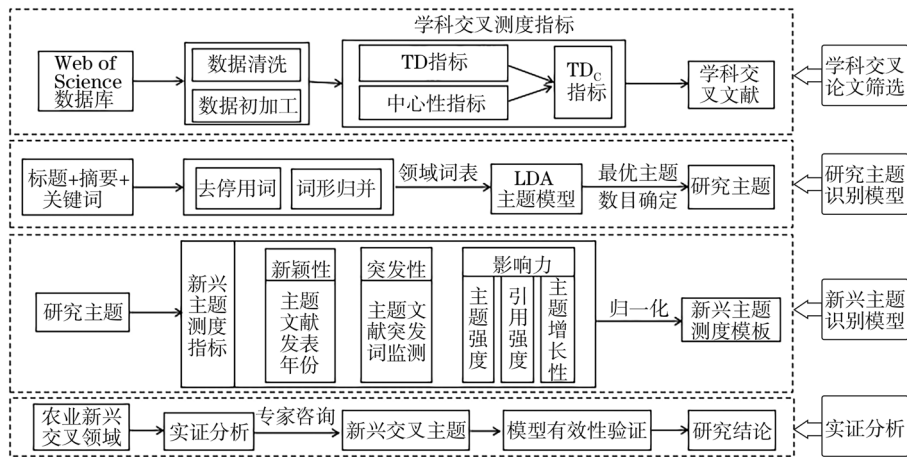 学科交叉测度指标
Web of
Science
数据库
数据清洗
数据初加工
TD指标
中心性指标
TDC
指标
学科交
叉文献
学科交叉
论文筛选
标题+摘要+
关键词
去停用词
词形归并
领域词表
LDA
主题模型
最优主题
数目确定
研究主题
研究主题
识别模型
研究主题
新兴
主题
测度
指标
新颖性
主题
文献
发表
年份
突发性
主题文
献突发
词监测
影响力
主题强度
引用强度
主题增长性
归一化
新兴主题
测度模板
新兴主题
识别模型
农业新兴
交叉领域
实证分析
专家咨询
新兴交叉主题
模型有效性验证
研究结论
实证分析